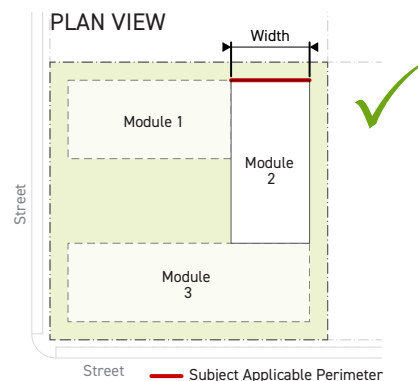 PLAN VIEW
Width
Module 1
Module
2
Module
3
Street
Street
Subject Applicable Perimeter